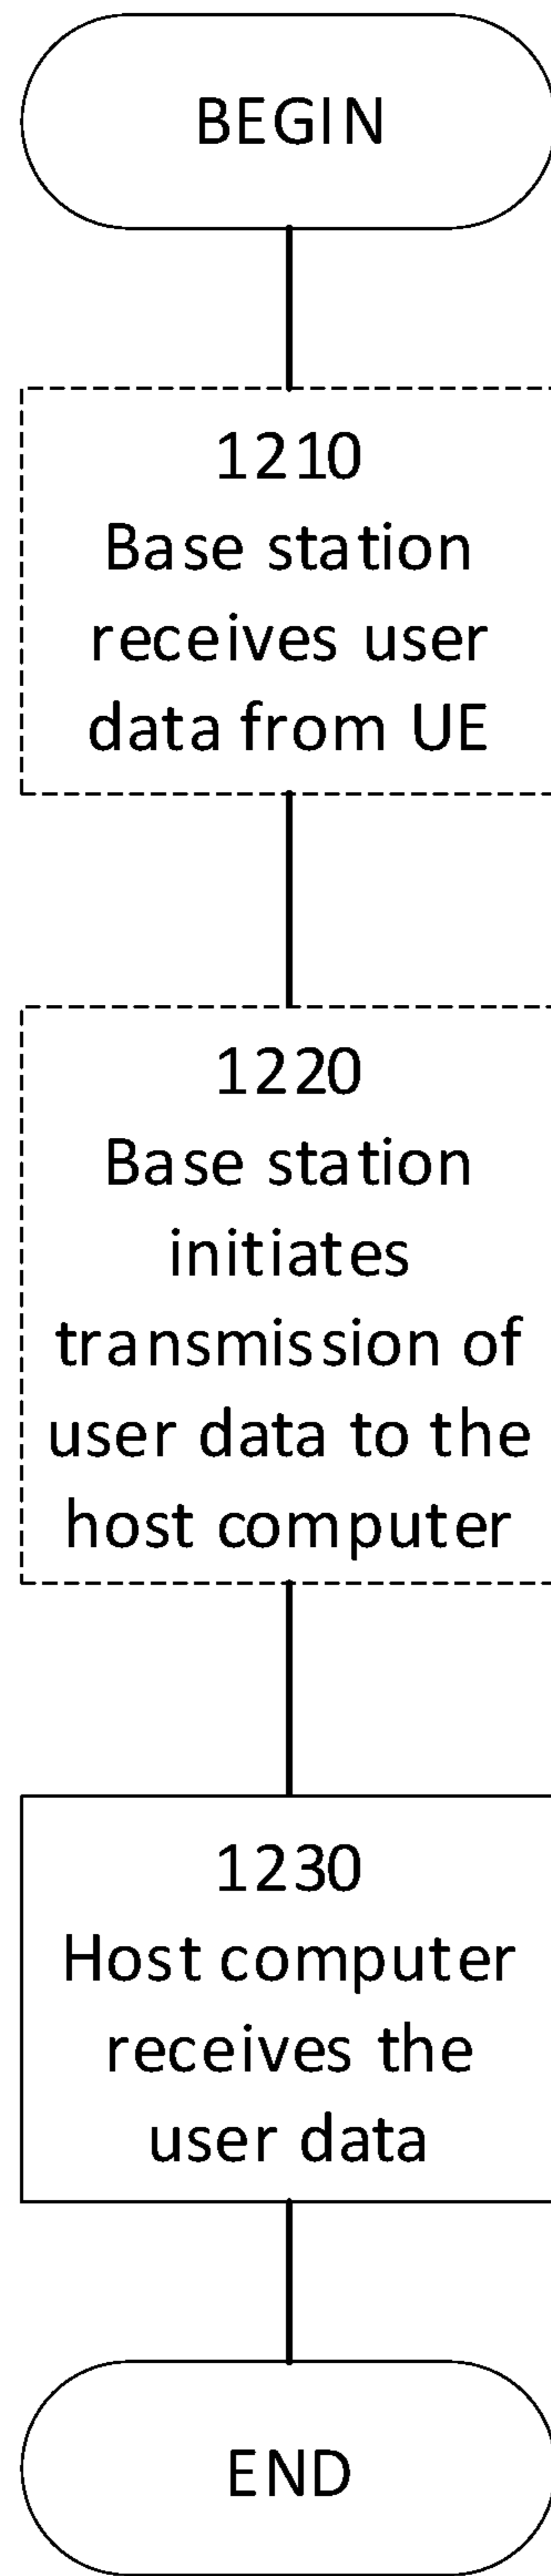 BEGIN
1210
Base station
receives user
data from UE
1220
Base station
initiates
transmission of
user data to the
host computer
1230
Host computer
receives the
user data
END